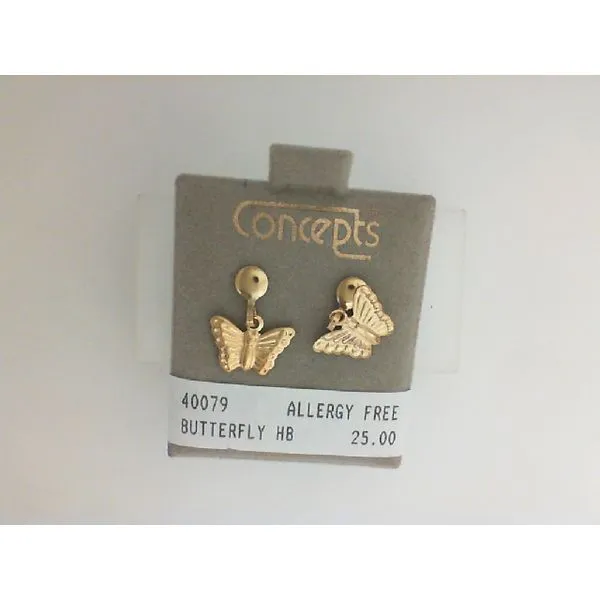 Concepts
40079 ALLERGY FREE
BUTTERFLY HB 25.00